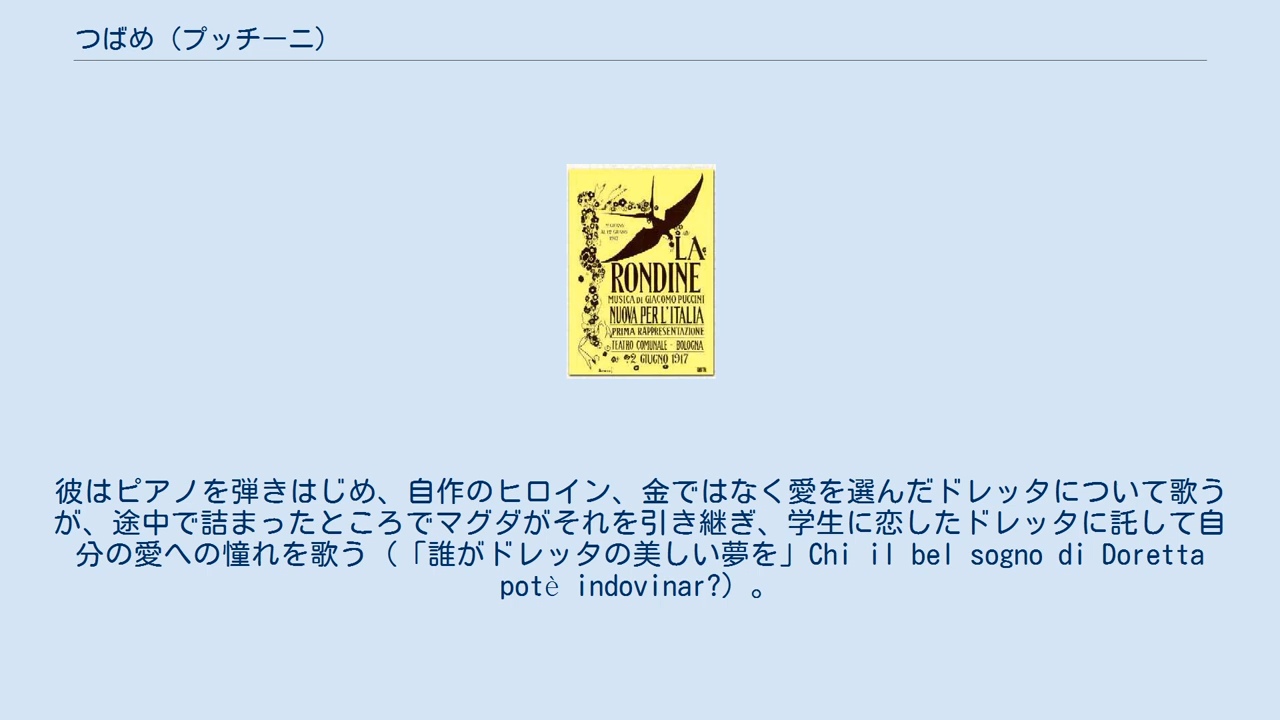 つばめ（プッチーニ）
LA
RONDINE
MUSICA DI GIACOMO PUCCINI
NUOVA PER L'ITALIA
PRIMA RAPPRESENTAZIONE
TEATRO COMUNALE - BOLOGNA
2 GIUGNO 1917
彼はピアノを弾きはじめ、自作のヒロイン、金ではなく愛を選んだドレッタについて歌う
が、途中で詰まったところでマグダがそれを引き継ぎ、学生に恋したドレッタに託して自
分の愛への憧れを歌う（「誰がドレッタの美しい夢を」Chi il bel sogno di Doretta
potè indovinar?）。